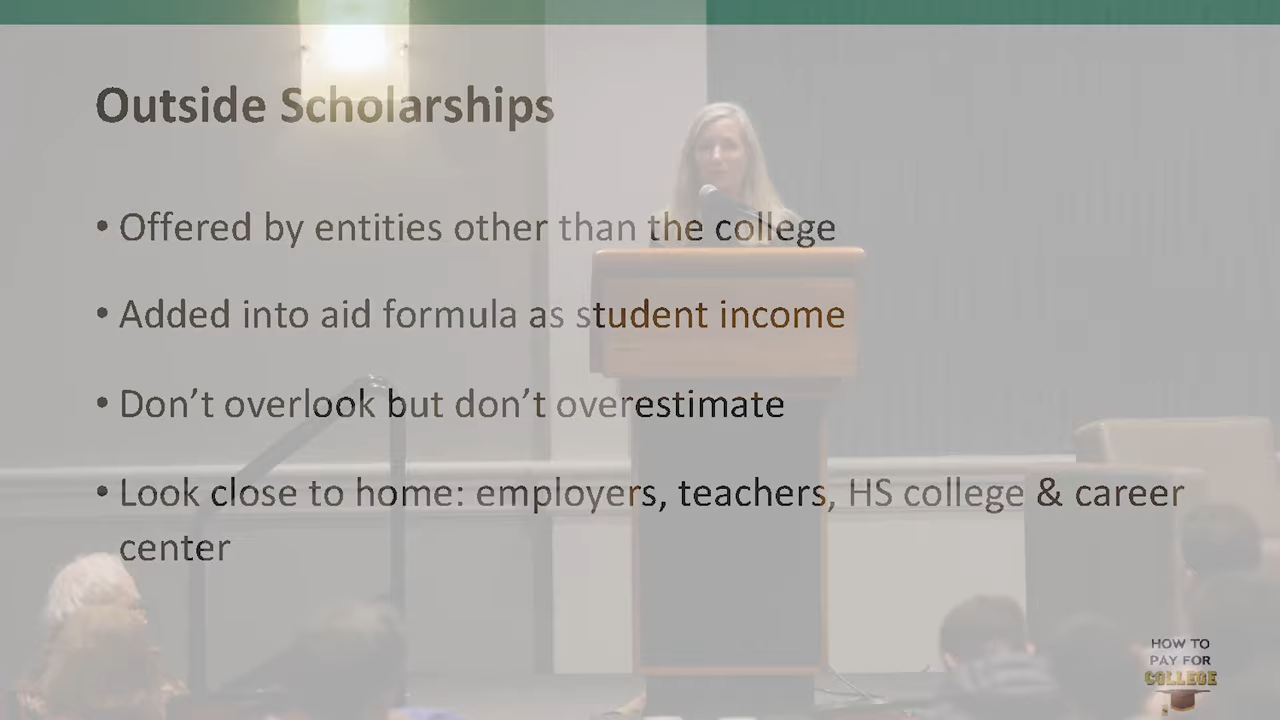 Outside Scholarships
• Offered by entities other than the college
• Added into aid formula as student income
• Don’t overlook but don’t overestimate
• Look close to home: employers, teachers, HS college & career
center
HOW TO
PAY FOR
COLLEGE